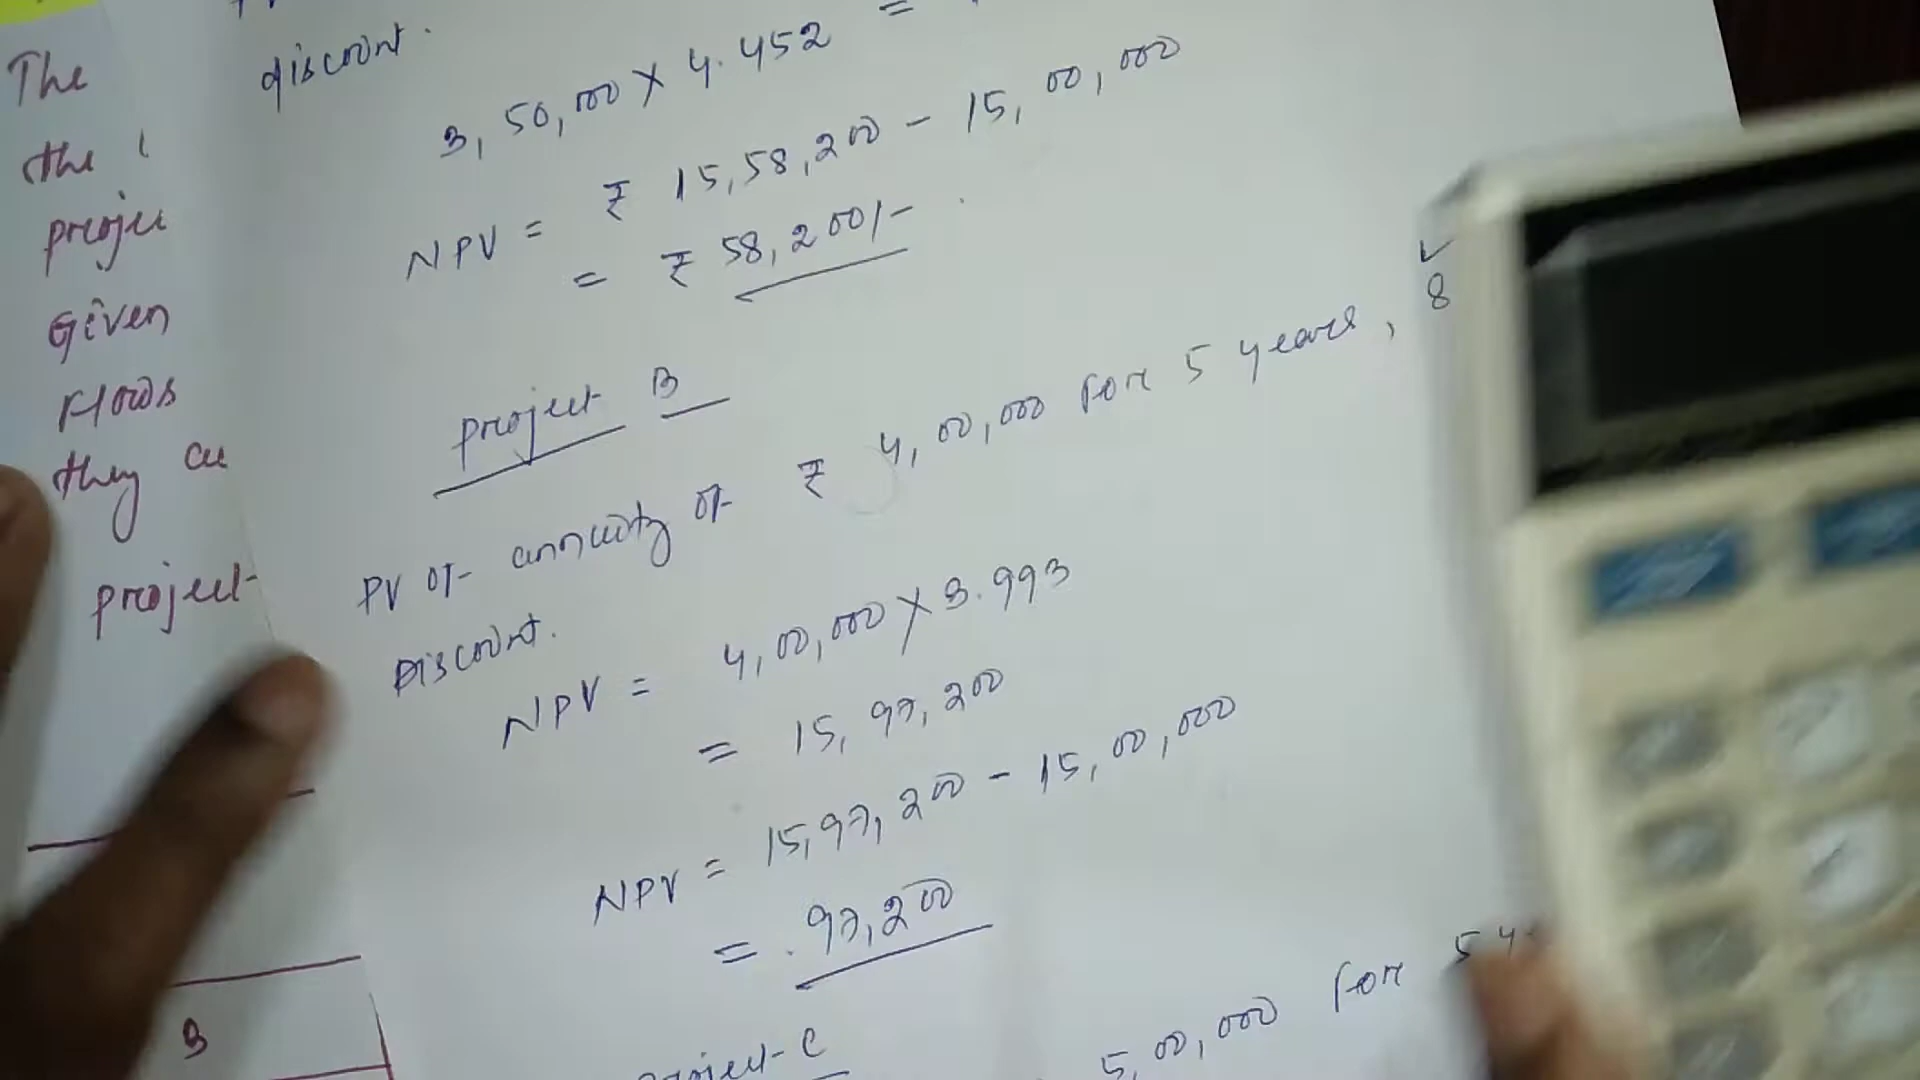 The
the
Given
Flows
they
project
B
discount.
3,50,000 X 4.452 =
NPV = ₹ 15,58,200 - 15,00,000
= ₹ 58,200/-
project B
PV of annuity of ₹ 4,00,000 for 5 years, 8
Discount.
NPV = 4,00,000 X 3.993
= 15,97,200
NPV = 15,97,200 - 15,00,000
= 97,200
project-C
5,00,000 for 5